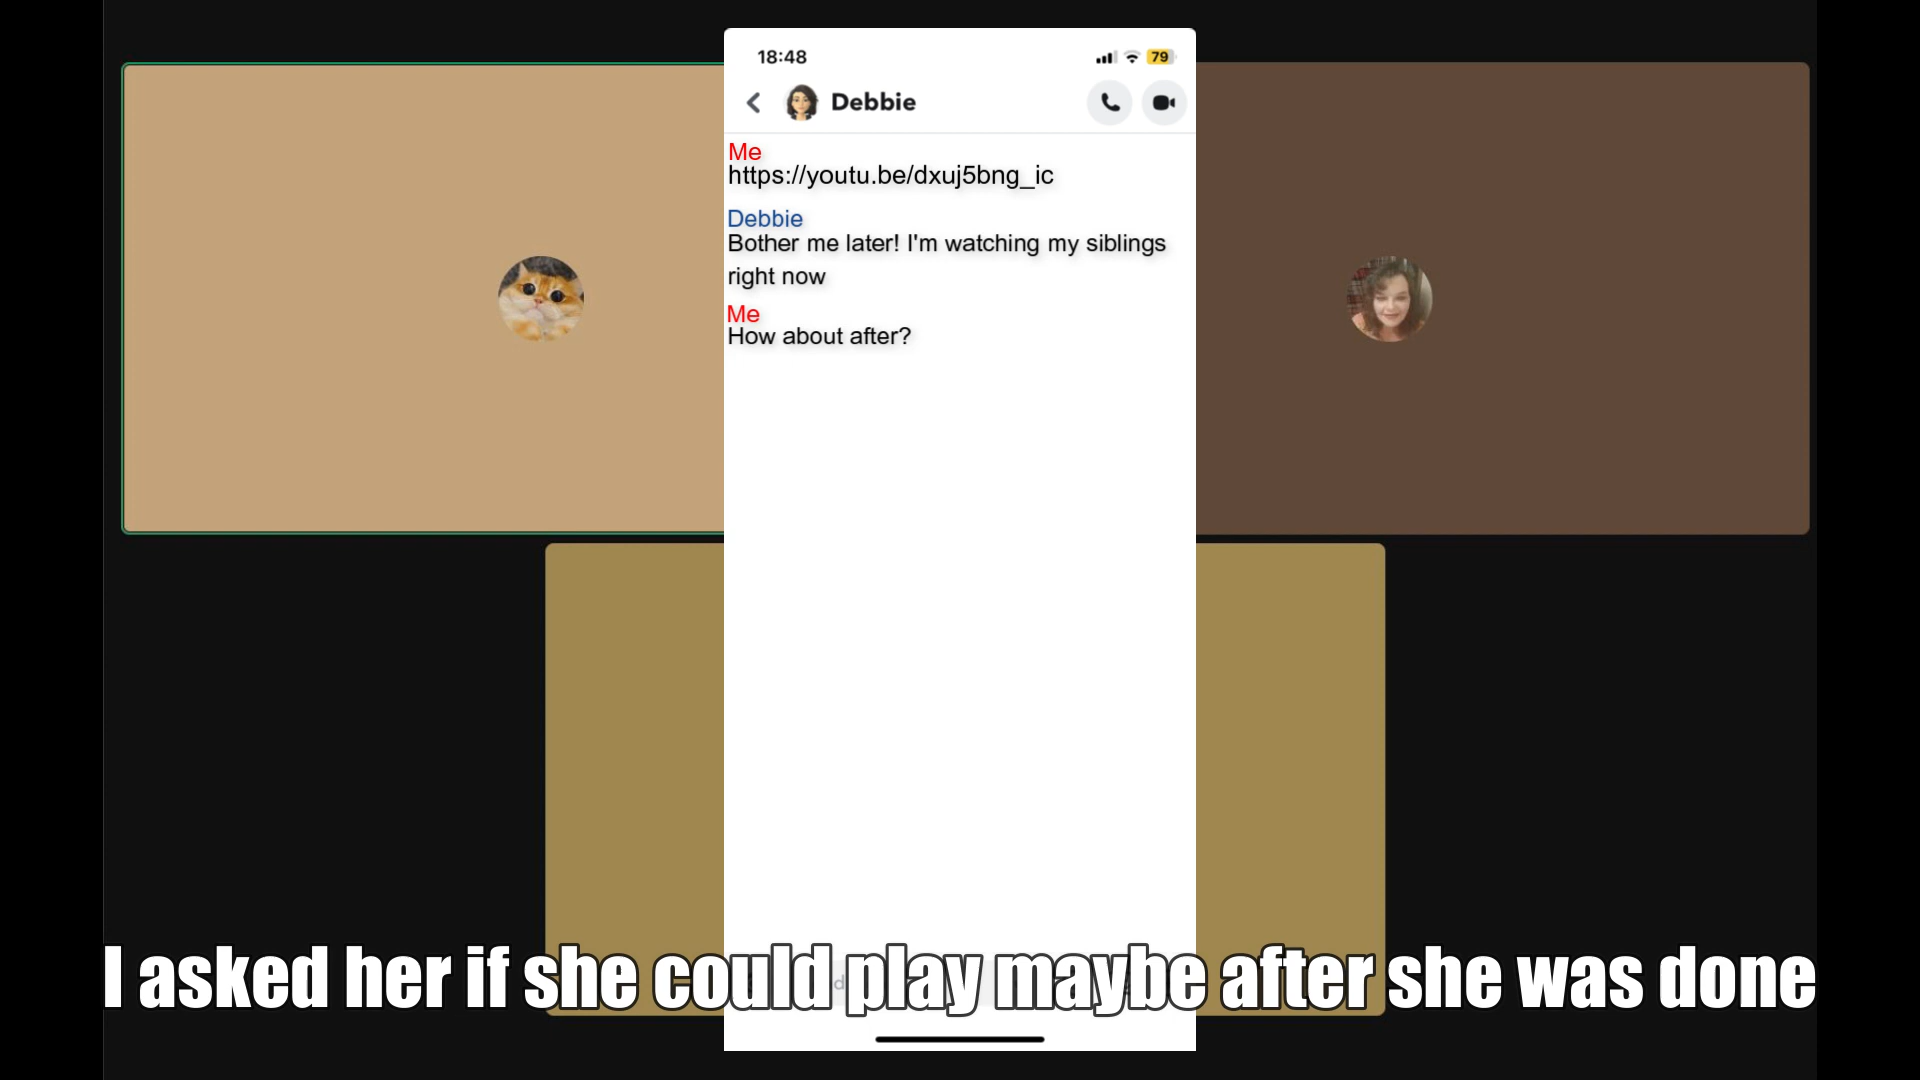 18:48
79
Debbie
Me
https://youtu.be/dxuj5bng_ic
Debbie
Bother me later! I'm watching my siblings
right now
Me
How about after?
I asked her if she could play maybe after she was done